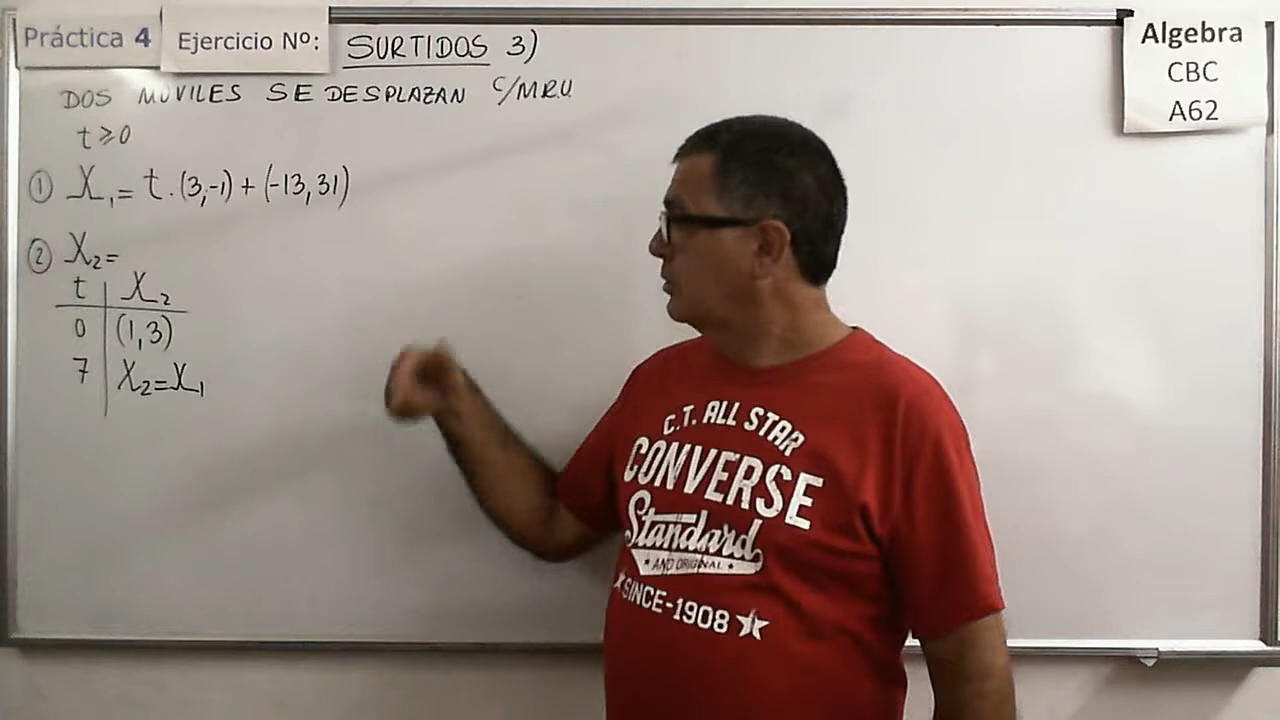 Práctica 4
Ejercicio Nº:
SURTIDOS 3)
Algebra
CBC
A62
DOS MOVILES SE DESPLAZAN C/MRU
t ≥ 0
① X₁ = t . (3,-1) + (-13, 31)
② X₂ =
t | X₂
0 | (1,3)
7 | X₂=X₁
C.T. ALL STAR
CONVERSE
Standard
AND ORIGINAL
SINCE-1908